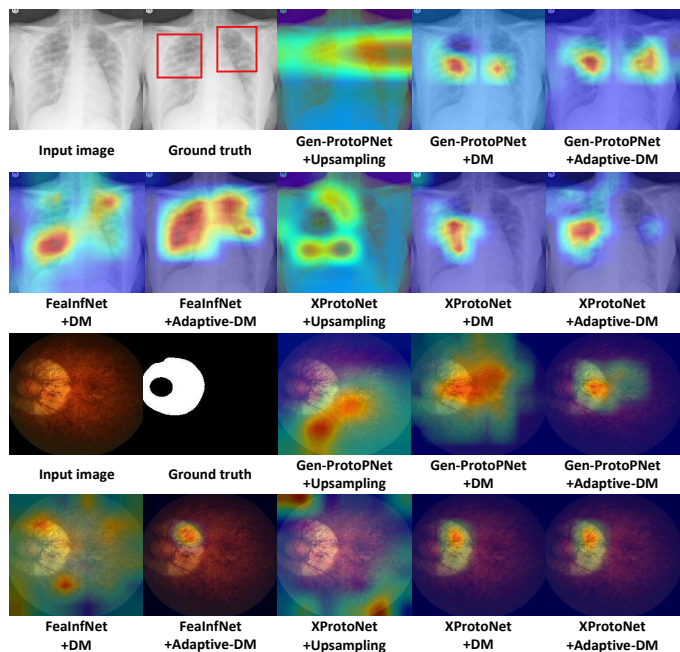 Input image
Ground truth
Gen-ProtoPNet
+Upsampling
Gen-ProtoPNet
+DM
Gen-ProtoPNet
+Adaptive-DM
FeaInfNet
+DM
FeaInfNet
+Adaptive-DM
XProtoNet
+Upsampling
XProtoNet
+DM
XProtoNet
+Adaptive-DM
Input image
Ground truth
Gen-ProtoPNet
+Upsampling
Gen-ProtoPNet
+DM
Gen-ProtoPNet
+Adaptive-DM
FeaInfNet
+DM
FeaInfNet
+Adaptive-DM
XProtoNet
+Upsampling
XProtoNet
+DM
XProtoNet
+Adaptive-DM